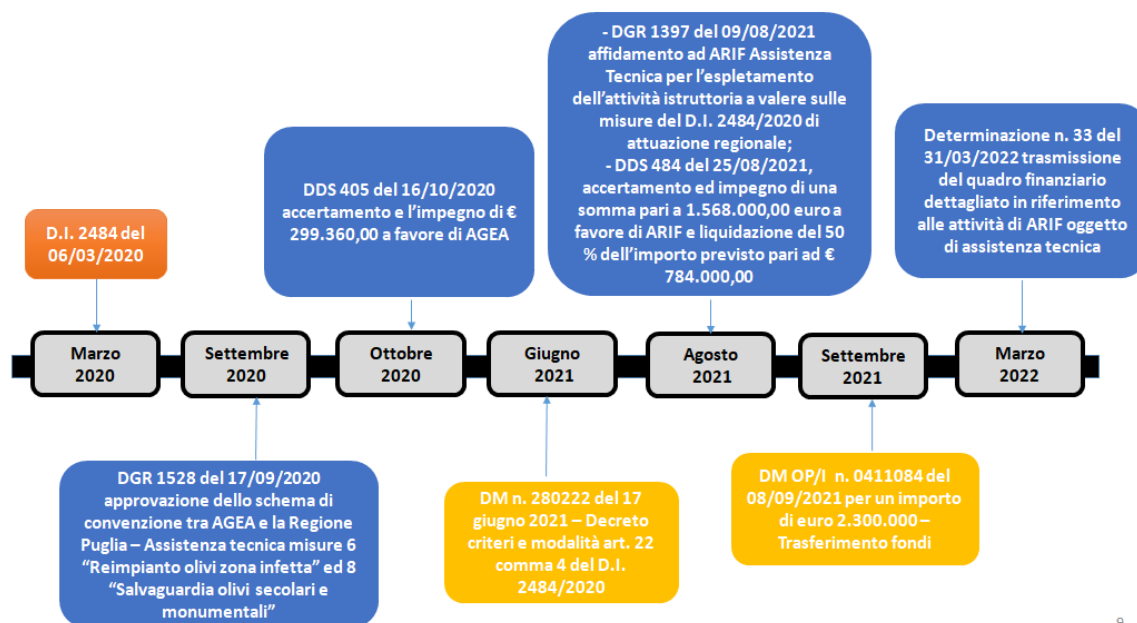 - DGR 1397 del 09/08/2021
affidamento ad ARIF Assistenza
Tecnica per l'espletamento
dell'attività istruttoria a valere sulle
misure del D.I. 2484/2020 di
attuazione regionale;
- DDS 484 del 25/08/2021,
accertamento ed impegno di una
somma pari a 1.568.000,00 euro a
favore di ARIF e liquidazione del 50
% dell'importo previsto pari ad €
784.000,00
Determinazione n. 33 del
31/03/2022 trasmissione
del quadro finanziario
dettagliato in riferimento
alle attività di ARIF oggetto
di assistenza tecnica
DDS 405 del 16/10/2020
accertamento e l'impegno di €
299.360,00 a favore di AGEA
D.I. 2484 del
06/03/2020
Marzo
2020
Settembre
2020
Ottobre
2020
Giugno
2021
Agosto
2021
Settembre
2021
Marzo
2022
DGR 1528 del 17/09/2020
approvazione dello schema di
convenzione tra AGEA e la Regione
Puglia – Assistenza tecnica misure 6
"Reimpianto olivi zona infetta" ed 8
"Salvaguardia olivi secolari e
monumentali"
DM n. 280222 del 17
giugno 2021 – Decreto
criteri e modalità art. 22
comma 4 del D.I.
2484/2020
DM OP/I n. 0411084 del
08/09/2021 per un importo
di euro 2.300.000 –
Trasferimento fondi